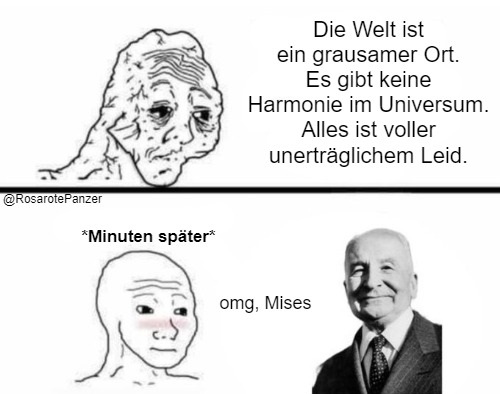 Die Welt ist
ein grausamer Ort.
Es gibt keine
Harmonie im Universum.
Alles ist voller
unerträglichem Leid.
@RosarotePanzer
*Minuten später*
omg, Mises